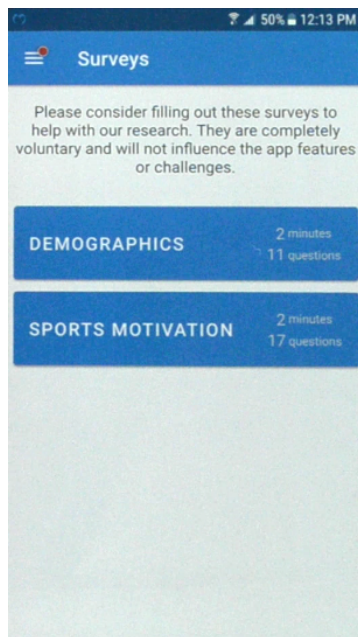 50% 12:13 PM
Surveys
Please consider filling out these surveys to
help with our research. They are completely
voluntary and will not influence the app features
or challenges.
DEMOGRAPHICS
2 minutes
11 questions
SPORTS MOTIVATION
2 minutes
17 questions